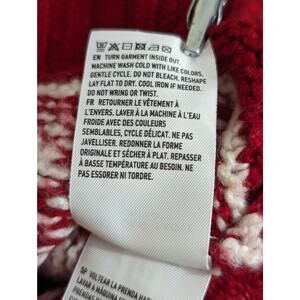 EN TURN GARMENT INSIDE OUT.
MACHINE WASH COLD WITH LIKE COLORS.
GENTLE CYCLE. DO NOT BLEACH. RESHAPE
LAY FLAT TO DRY. COOL IRON IF NEEDED.
DO NOT WRING OR TWIST.
FR RETOURNER LE VÊTEMENT À
L'ENVERS. LAVER À LA MACHINE À L'EAU
FROIDE AVEC DES COULEURS
SEMBLABLES, CYCLE DÉLICAT. NE PAS
JAVELLISER. REDONNER LA FORME
ORIGINALE ET SÉCHER À PLAT. REPASSER
À BASSE TEMPÉRATURE AU BESOIN. NE
PAS ESSORER NI TORDRE.
SP VOLTEAR LA PRENDA HACIA
LAVAR A MÁQUINA